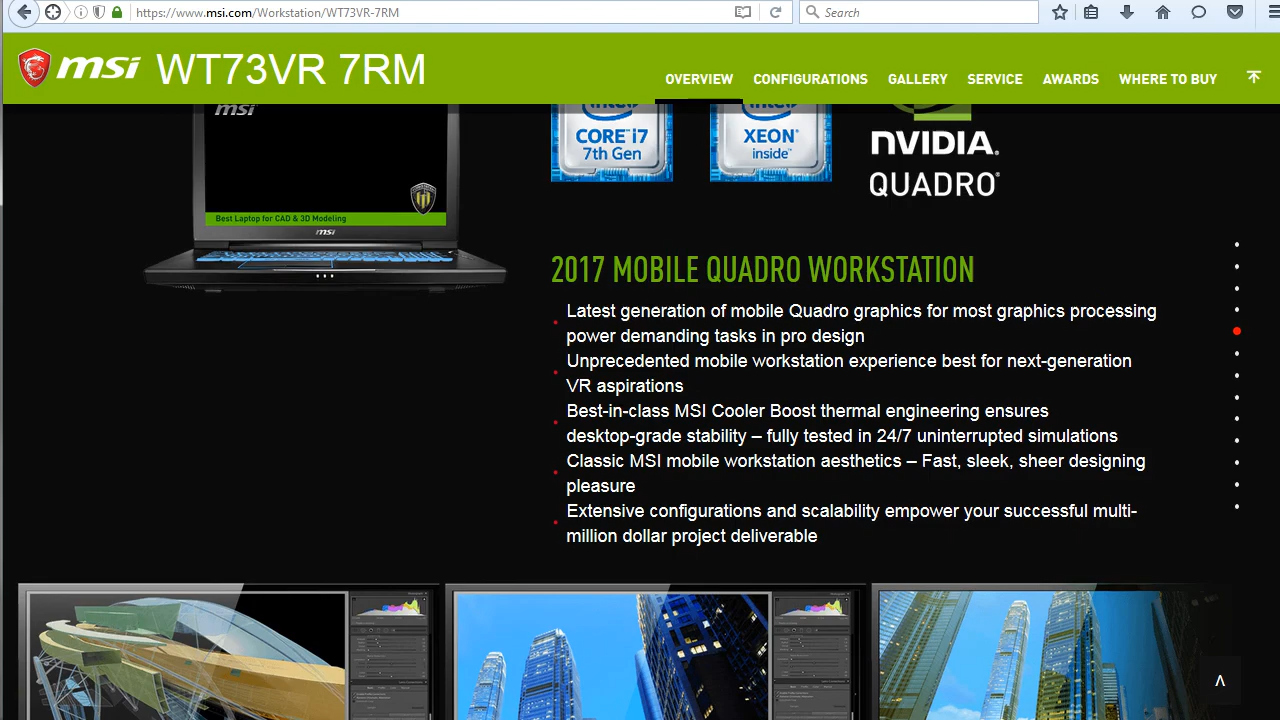 https://www.msi.com/Workstation/WT73VR-7RM
Search
msi WT73VR 7RM
OVERVIEW CONFIGURATIONS GALLERY SERVICE AWARDS WHERE TO BUY
msi
Best Laptop for CAD & 3D Modeling
msi
CORE i7
7th Gen
XEON®
inside™
NVIDIA.
QUADRO®
2017 MOBILE QUADRO WORKSTATION
Latest generation of mobile Quadro graphics for most graphics processing
power demanding tasks in pro design
Unprecedented mobile workstation experience best for next-generation
VR aspirations
Best-in-class MSI Cooler Boost thermal engineering ensures
desktop-grade stability – fully tested in 24/7 uninterrupted simulations
Classic MSI mobile workstation aesthetics – Fast, sleek, sheer designing
pleasure
Extensive configurations and scalability empower your successful multi-
million dollar project deliverable